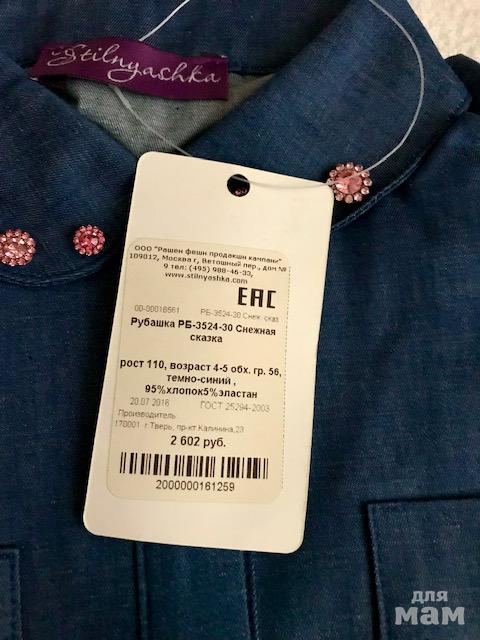 Stilnyashka
ООО "Рашен фешн продакшн кампани"
109012, Москва г, Ветошный пер., дом №
9 тел: (495) 988-46-33,
www.stilnyashka.com
EAC
00-00016561 РБ-3524-30 Снеж. сказ
Рубашка РБ-3524-30 Снежная
сказка
рост 110, возраст 4-5 обх. гр. 56,
темно-синий ,
95%хлопок5%эластан
20.07.2016 ГОСТ 25294-2003
Производитель:
170001 г.Тверь, пр-кт Калинина,23
2 602 руб.
2000000161259
для
мам